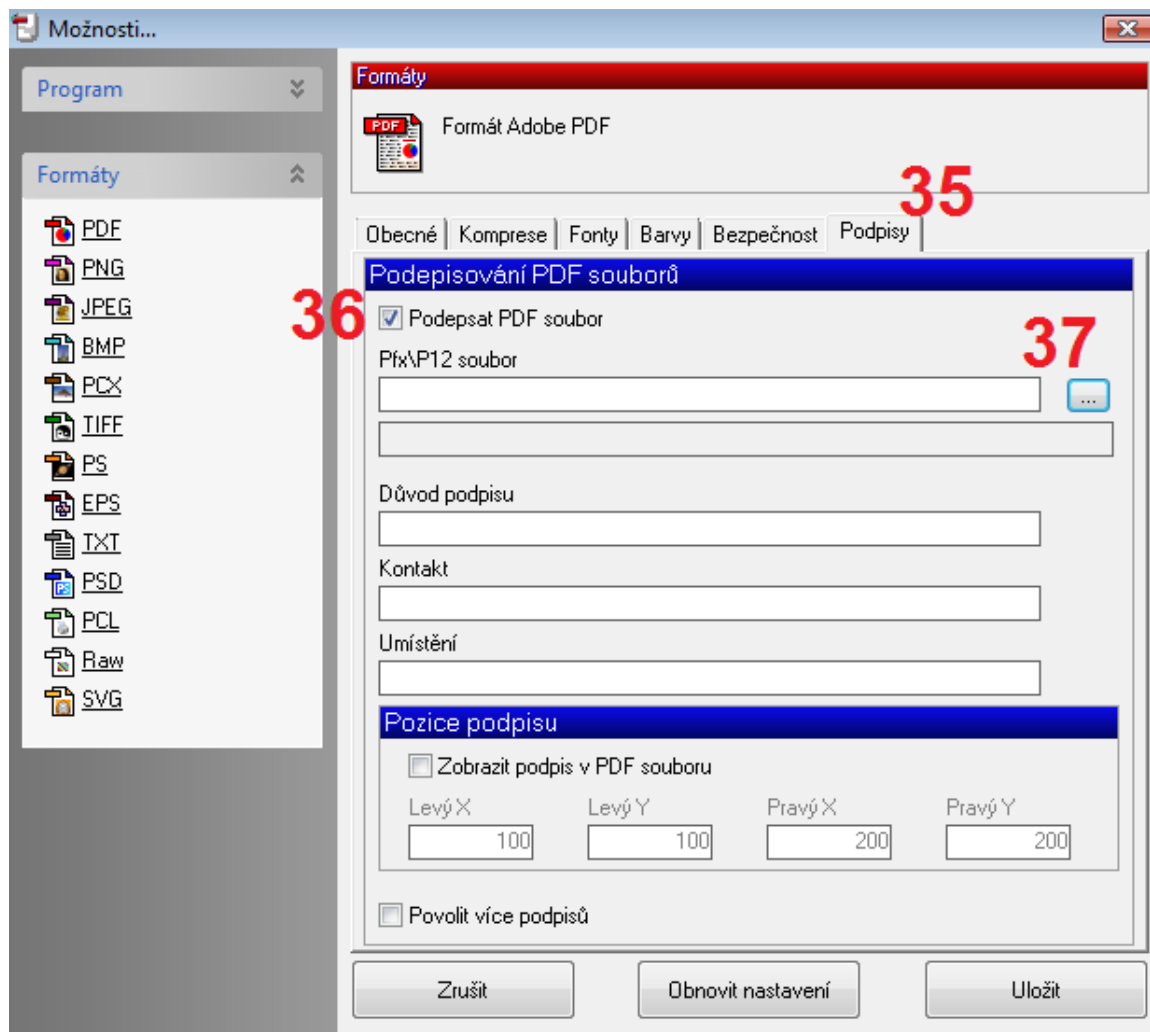 Možnosti...
Program
Formáty
PDF
PNG
JPEG
BMP
PCX
TIFF
PS
EPS
TXT
PSD
PCL
Raw
SVG
Formáty
PDF
Formát Adobe PDF
35
Obecné Komprese Fonty Barvy Bezpečnost Podpisy
Podepisování PDF souborů
36
Podepsat PDF soubor
37
Pfx\P12 soubor
...
Důvod podpisu
Kontakt
Umístění
Pozice podpisu
Zobrazit podpis v PDF souboru
Levý X Levý Y Pravý X Pravý Y
100 100 200 200
Povolit více podpisů
Zrušit Obnovit nastavení Uložit